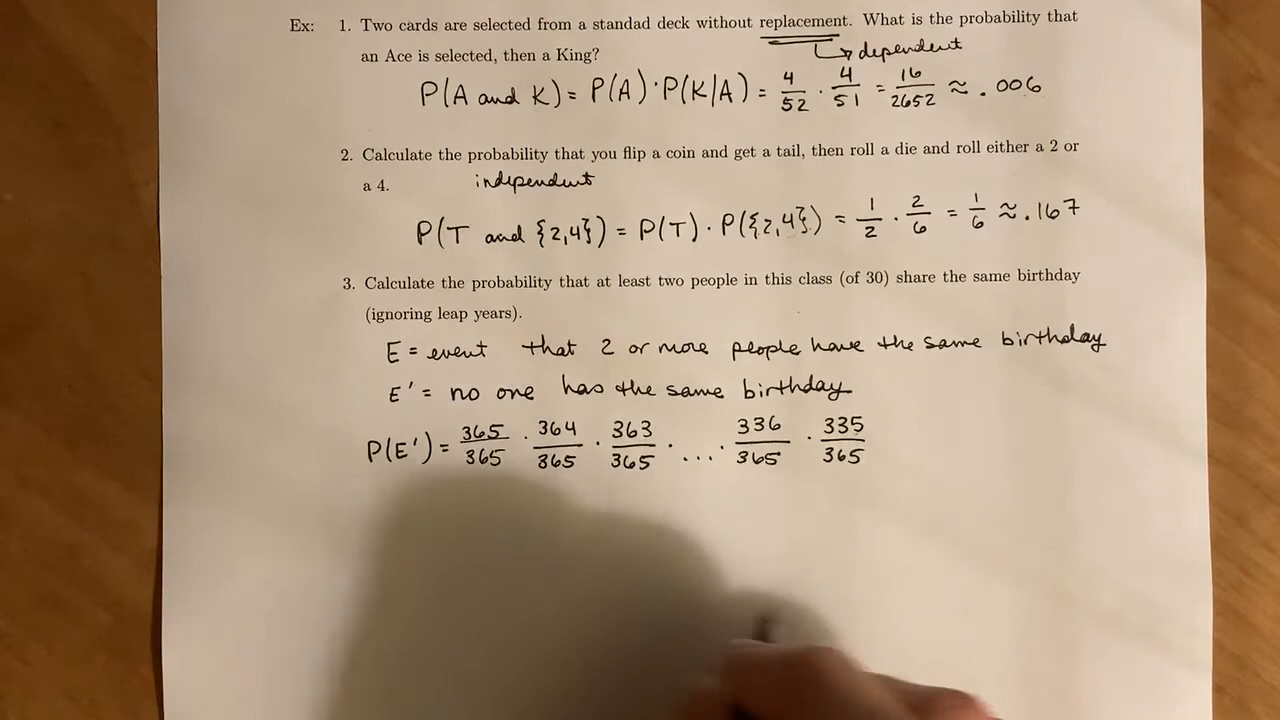 Ex: 1. Two cards are selected from a standad deck without replacement. What is the probability that
an Ace is selected, then a King?
↳ dependent
P(A and K) = P(A) · P(K|A) = 4/52 · 4/51 = 16/2652 ≈ .006
2. Calculate the probability that you flip a coin and get a tail, then roll a die and roll either a 2 or
a 4.
independent
P(T and {2,4}) = P(T) · P({2,4}) = 1/2 · 2/6 = 1/6 ≈ .167
3. Calculate the probability that at least two people in this class (of 30) share the same birthday
(ignoring leap years).
E = event that 2 or more people have the same birthday
E' = no one has the same birthday
P(E') = 365/365 · 364/365 · 363/365 · ... · 336/365 · 335/365